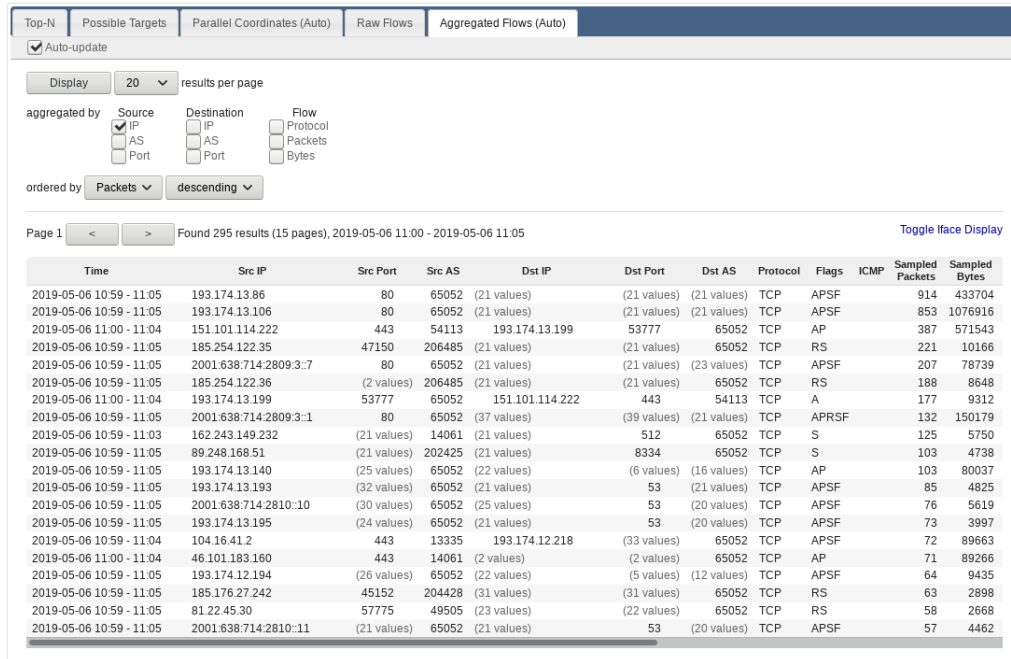 Top-N Possible Targets Parallel Coordinates (Auto) Raw Flows Aggregated Flows (Auto)
Auto-update
Display 20 results per page
aggregated by Source Destination Flow
IP IP Protocol
AS AS Packets
Port Port Bytes
ordered by Packets descending
Toggle Iface Display
Page 1 < > Found 295 results (15 pages), 2019-05-06 11:00 - 2019-05-06 11:05
Time Src IP Src Port Src AS Dst IP Dst Port Dst AS Protocol Flags ICMP Sampled Packets Sampled Bytes
2019-05-06 10:59 - 11:05 193.174.13.86 80 65052 (21 values) (21 values) (21 values) TCP APSF 914 433704
2019-05-06 10:59 - 11:05 193.174.13.106 80 65052 (21 values) (21 values) (21 values) TCP APSF 853 1076916
2019-05-06 11:00 - 11:04 151.101.114.222 443 54113 193.174.13.199 53777 65052 TCP AP 387 571543
2019-05-06 10:59 - 11:05 185.254.122.35 47150 206485 (21 values) (21 values) 65052 TCP RS 221 10166
2019-05-06 10:59 - 11:05 2001:638:714:2809:3::7 80 65052 (21 values) (21 values) (23 values) TCP APSF 207 78739
2019-05-06 10:59 - 11:05 185.254.122.36 (2 values) 206485 (21 values) (21 values) 65052 TCP RS 188 8648
2019-05-06 11:00 - 11:04 193.174.13.199 53777 65052 151.101.114.222 443 54113 TCP A 177 9312
2019-05-06 10:59 - 11:05 2001:638:714:2809:3::1 80 65052 (37 values) (39 values) (21 values) TCP APRSF 132 150179
2019-05-06 10:59 - 11:03 162.243.149.232 (21 values) 14061 (21 values) 512 65052 TCP S 125 5750
2019-05-06 10:59 - 11:05 89.248.168.51 (21 values) 202425 (21 values) 8334 65052 TCP S 103 4738
2019-05-06 10:59 - 11:05 193.174.13.140 (25 values) 65052 (22 values) (6 values) (16 values) TCP AP 103 80037
2019-05-06 10:59 - 11:05 193.174.13.193 (32 values) 65052 (21 values) 53 (21 values) TCP APSF 85 4825
2019-05-06 10:59 - 11:05 2001:638:714:2810::10 (30 values) 65052 (25 values) 53 (20 values) TCP APSF 76 5619
2019-05-06 10:59 - 11:05 193.174.13.195 (24 values) 65052 (21 values) 53 (20 values) TCP APSF 73 3997
2019-05-06 10:59 - 11:04 104.16.41.2 443 13335 193.174.12.218 (33 values) 65052 TCP APSF 72 89663
2019-05-06 11:00 - 11:04 46.101.183.160 443 14061 (2 values) (2 values) 65052 TCP AP 71 89266
2019-05-06 10:59 - 11:05 193.174.12.194 (26 values) 65052 (22 values) (5 values) (12 values) TCP APSF 64 9435
2019-05-06 10:59 - 11:05 185.176.27.242 45152 204428 (31 values) (31 values) 65052 TCP RS 63 2898
2019-05-06 10:59 - 11:05 81.22.45.30 57775 49505 (23 values) (22 values) 65052 TCP RS 58 2668
2019-05-06 10:59 - 11:05 2001:638:714:2810::11 (21 values) 65052 (21 values) 53 (20 values) TCP APSF 57 4462